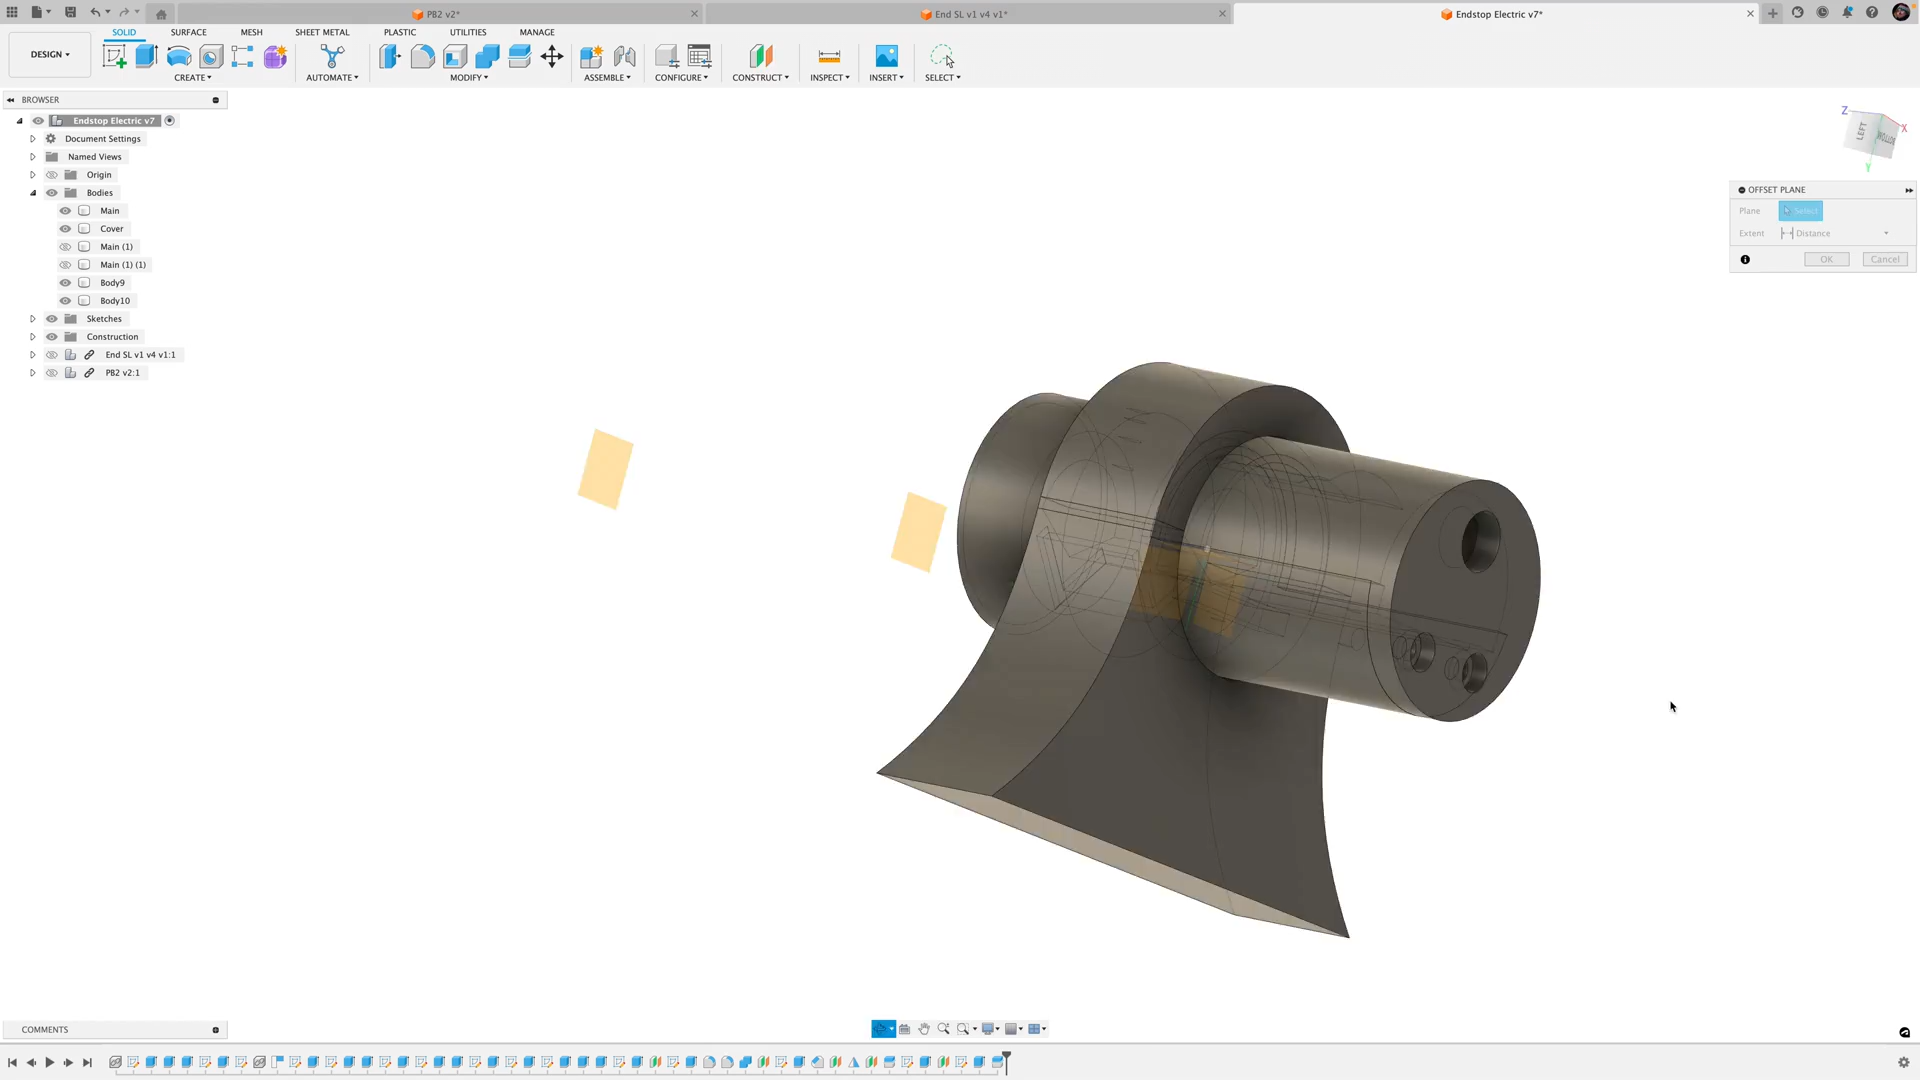 PB2 v2*
End SL v1 v4 v1*
Endstop Electric v7*
DESIGN
SOLID
SURFACE
MESH
SHEET METAL
PLASTIC
UTILITIES
MANAGE
CREATE
AUTOMATE
MODIFY
ASSEMBLE
CONFIGURE
CONSTRUCT
INSPECT
INSERT
SELECT
BROWSER
Endstop Electric v7
Document Settings
Named Views
Origin
Bodies
Main
Cover
Main (1)
Main (1) (1)
Body9
Body10
Sketches
Construction
End SL v1 v4 v1:1
PB2 v2:1
Z
X
Y
LEFT
BOTTOM
OFFSET PLANE
Plane
Select
Extent
Distance
OK
Cancel
COMMENTS